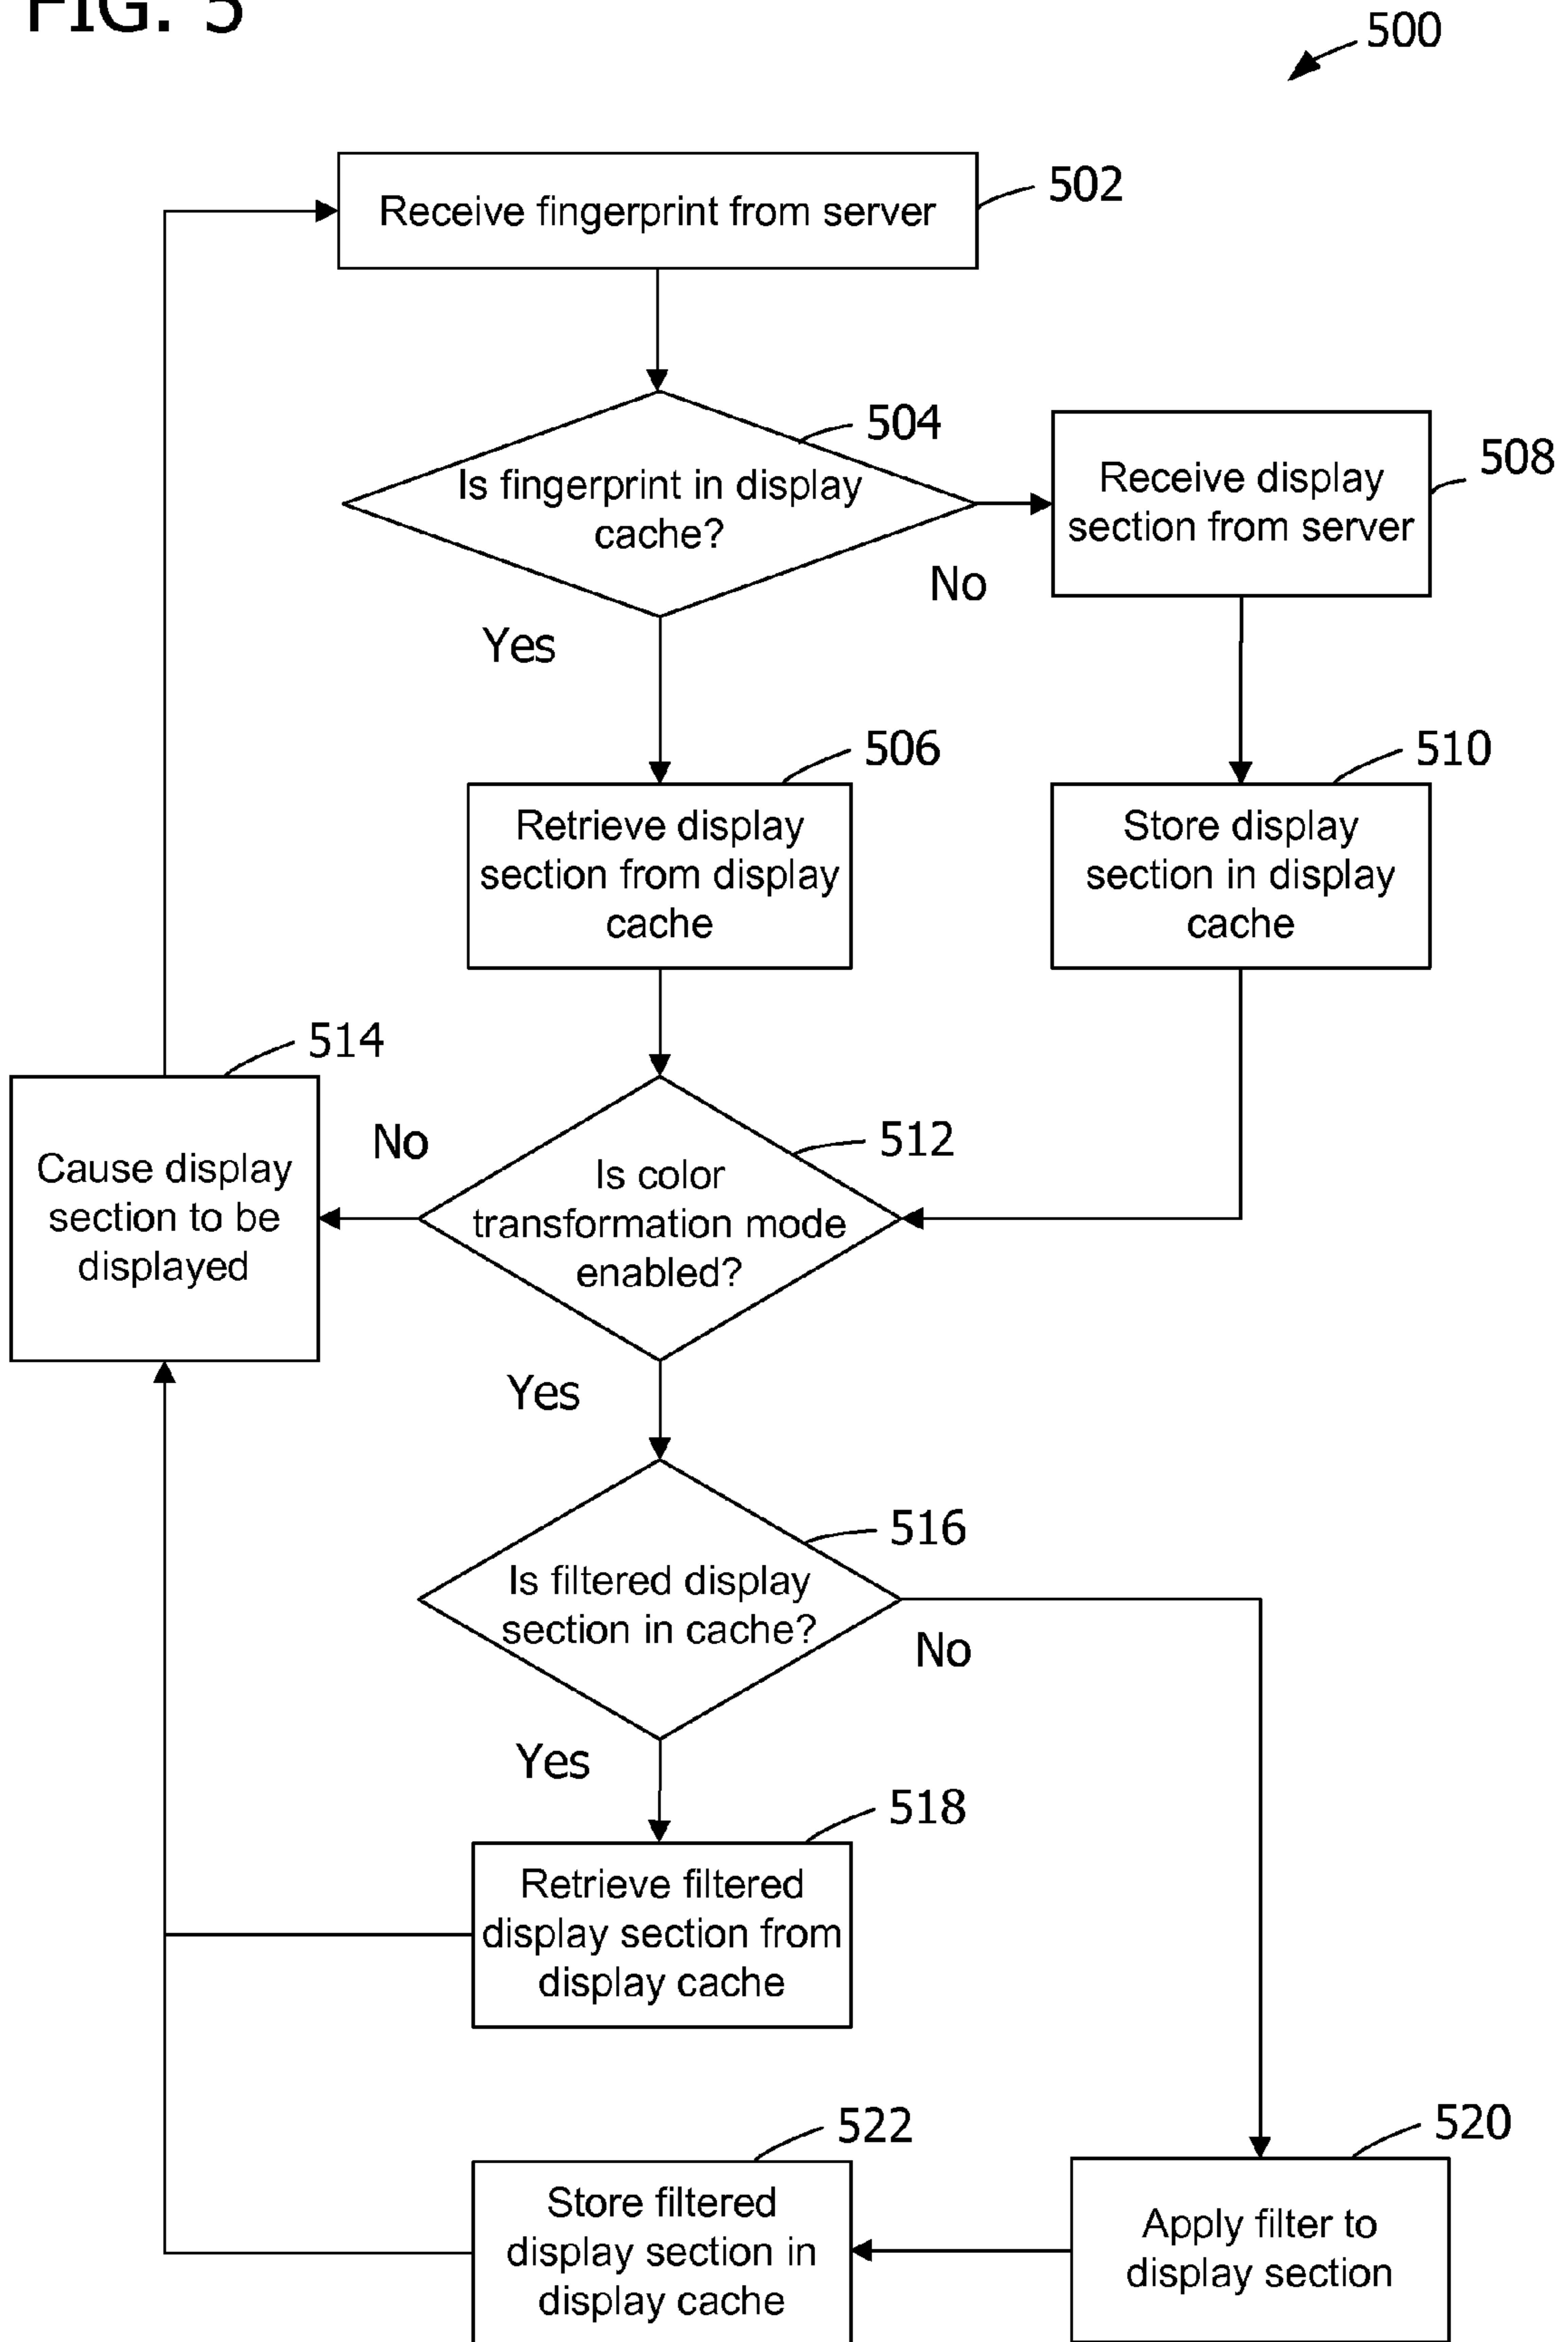 FIG. 5
500
Receive fingerprint from server
502
504
Is fingerprint in display
cache?
No
Yes
Receive display
section from server
508
506
Retrieve display
section from display
cache
510
Store display
section in display
cache
514
Cause display
section to be
displayed
No
512
Is color
transformation mode
enabled?
Yes
516
Is filtered display
section in cache?
No
Yes
518
Retrieve filtered
display section from
display cache
522
Store filtered
display section in
display cache
520
Apply filter to
display section